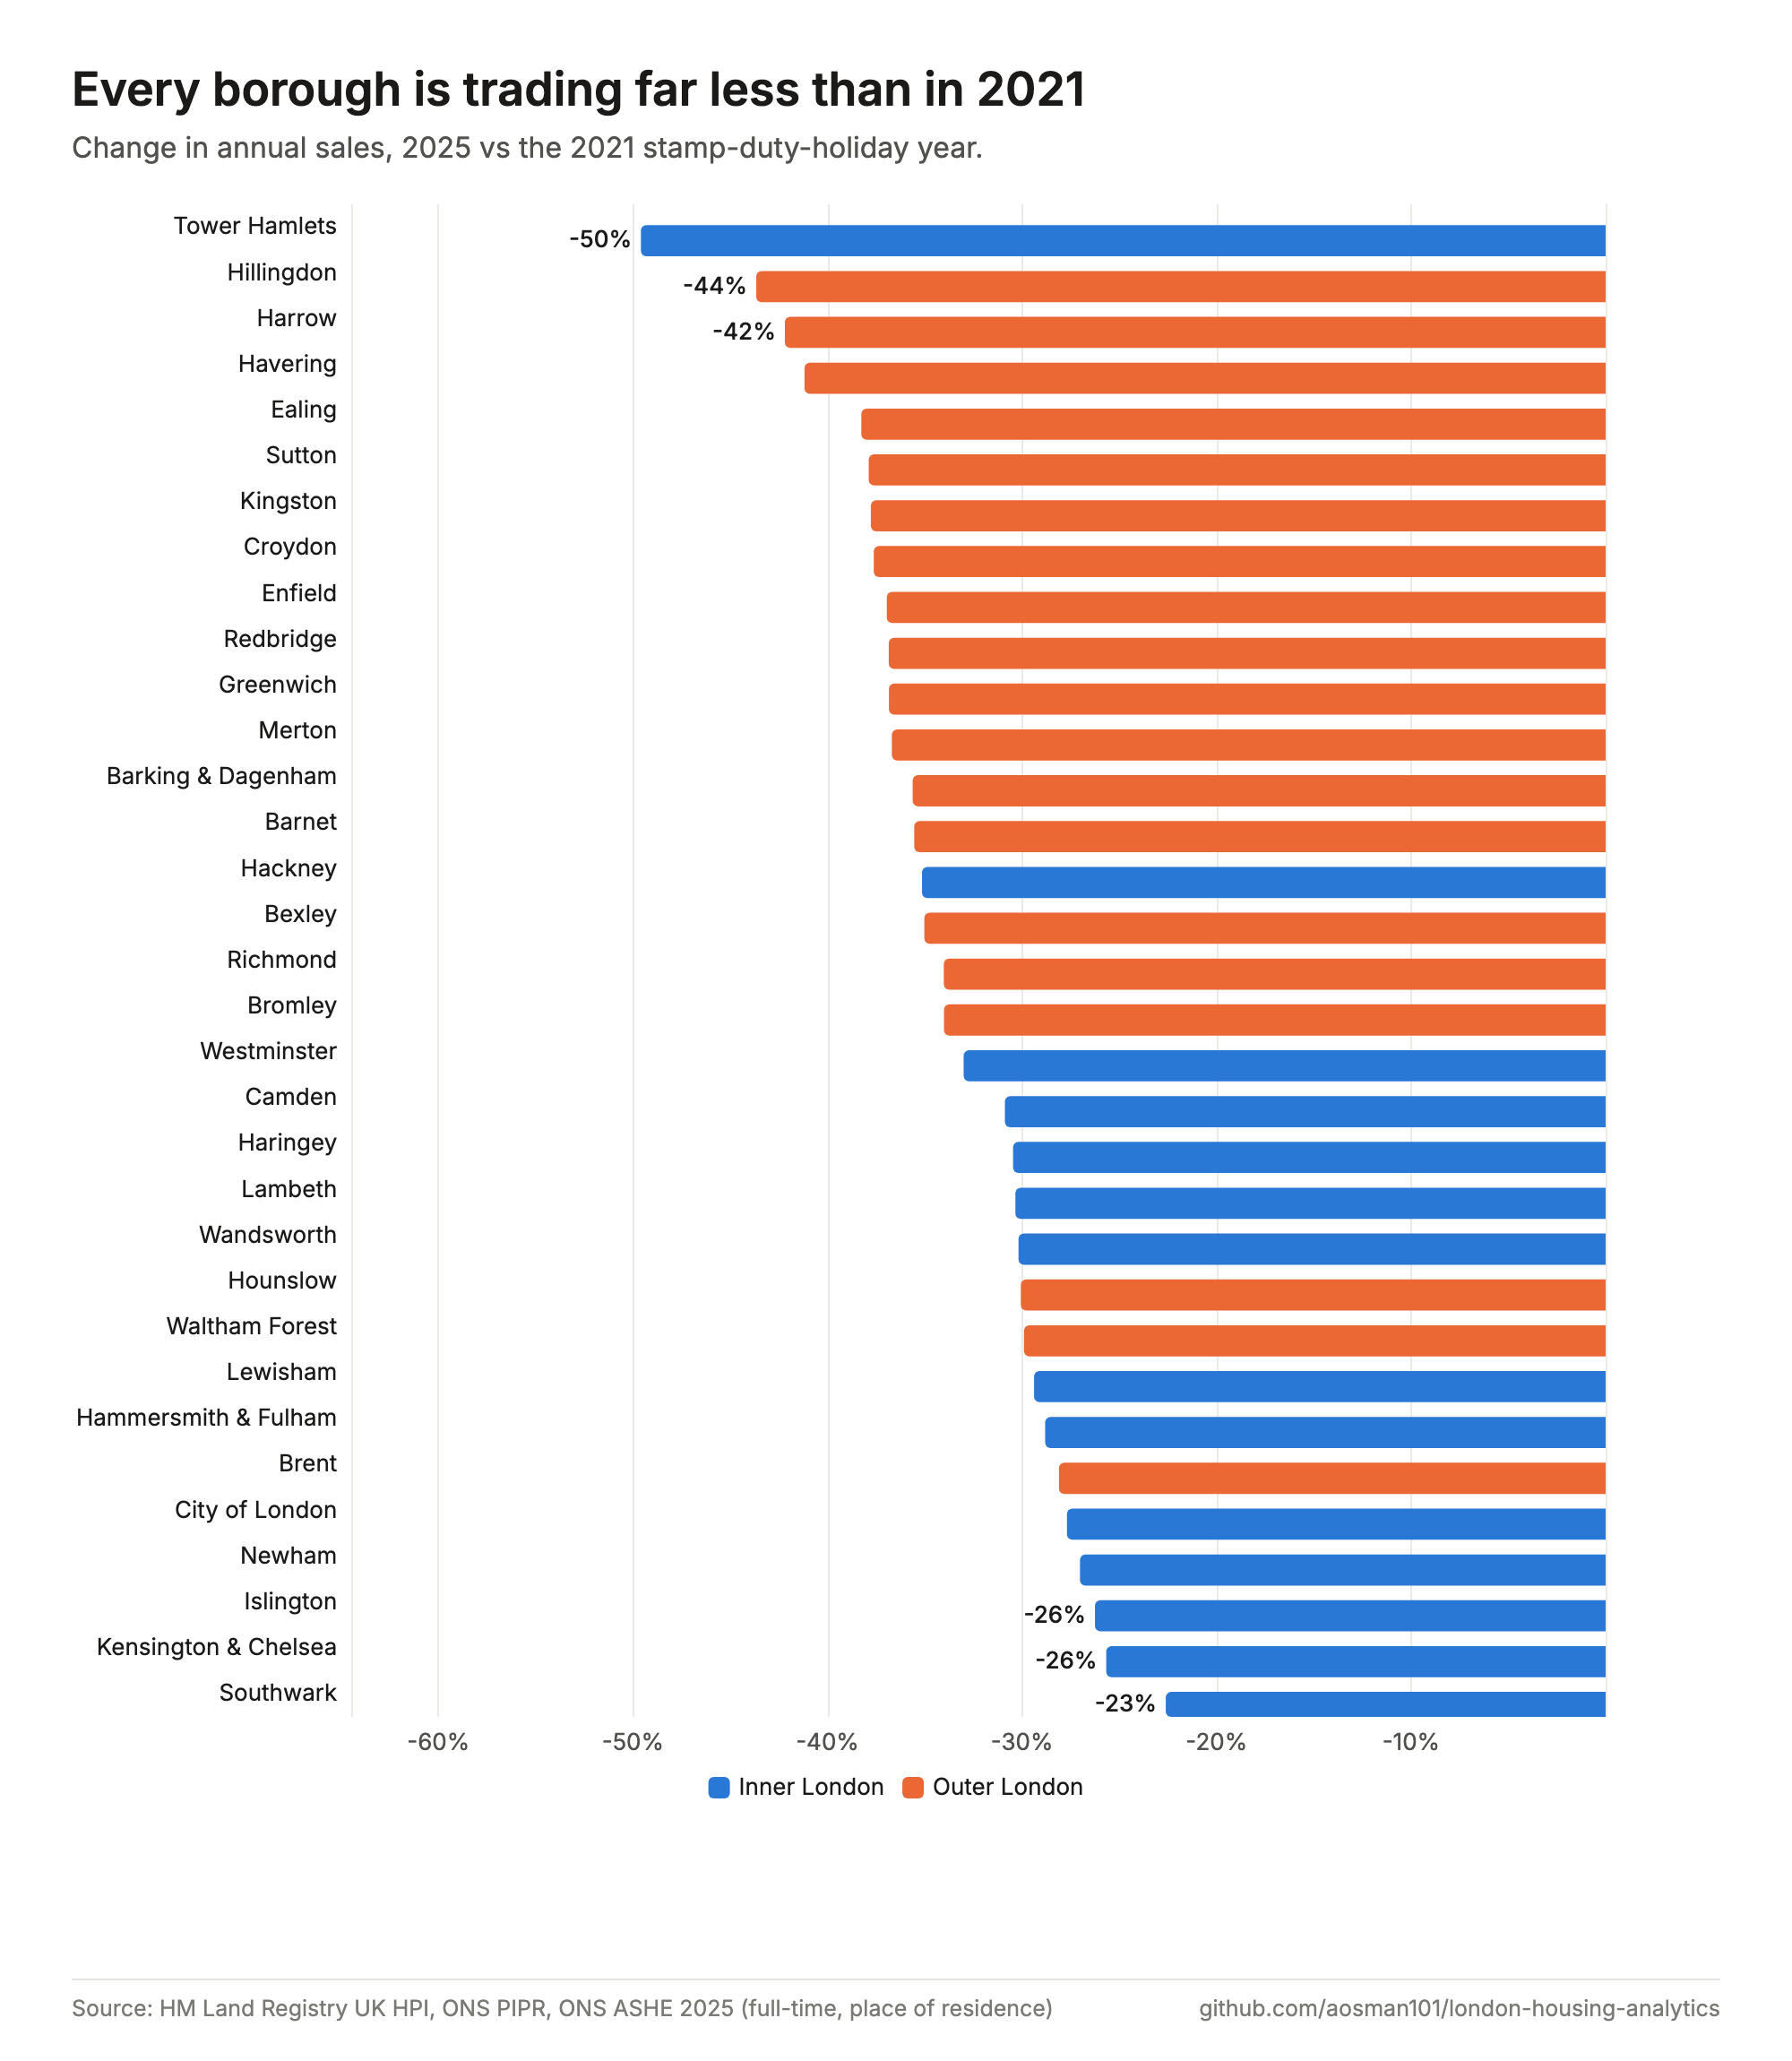 Every borough is trading far less than in 2021
Change in annual sales, 2025 vs the 2021 stamp-duty-holiday year.
Tower Hamlets
-50%
Hillingdon
-44%
Harrow
-42%
Havering
Ealing
Sutton
Kingston
Croydon
Enfield
Redbridge
Greenwich
Merton
Barking & Dagenham
Barnet
Hackney
Bexley
Richmond
Bromley
Westminster
Camden
Haringey
Lambeth
Wandsworth
Hounslow
Waltham Forest
Lewisham
Hammersmith & Fulham
Brent
City of London
Newham
Islington
-26%
Kensington & Chelsea
-26%
Southwark
-23%
-60% -50% -40% -30% -20% -10%
Inner London Outer London
Source: HM Land Registry UK HPI, ONS PIPR, ONS ASHE 2025 (full-time, place of residence) github.com/aosman101/london-housing-analytics